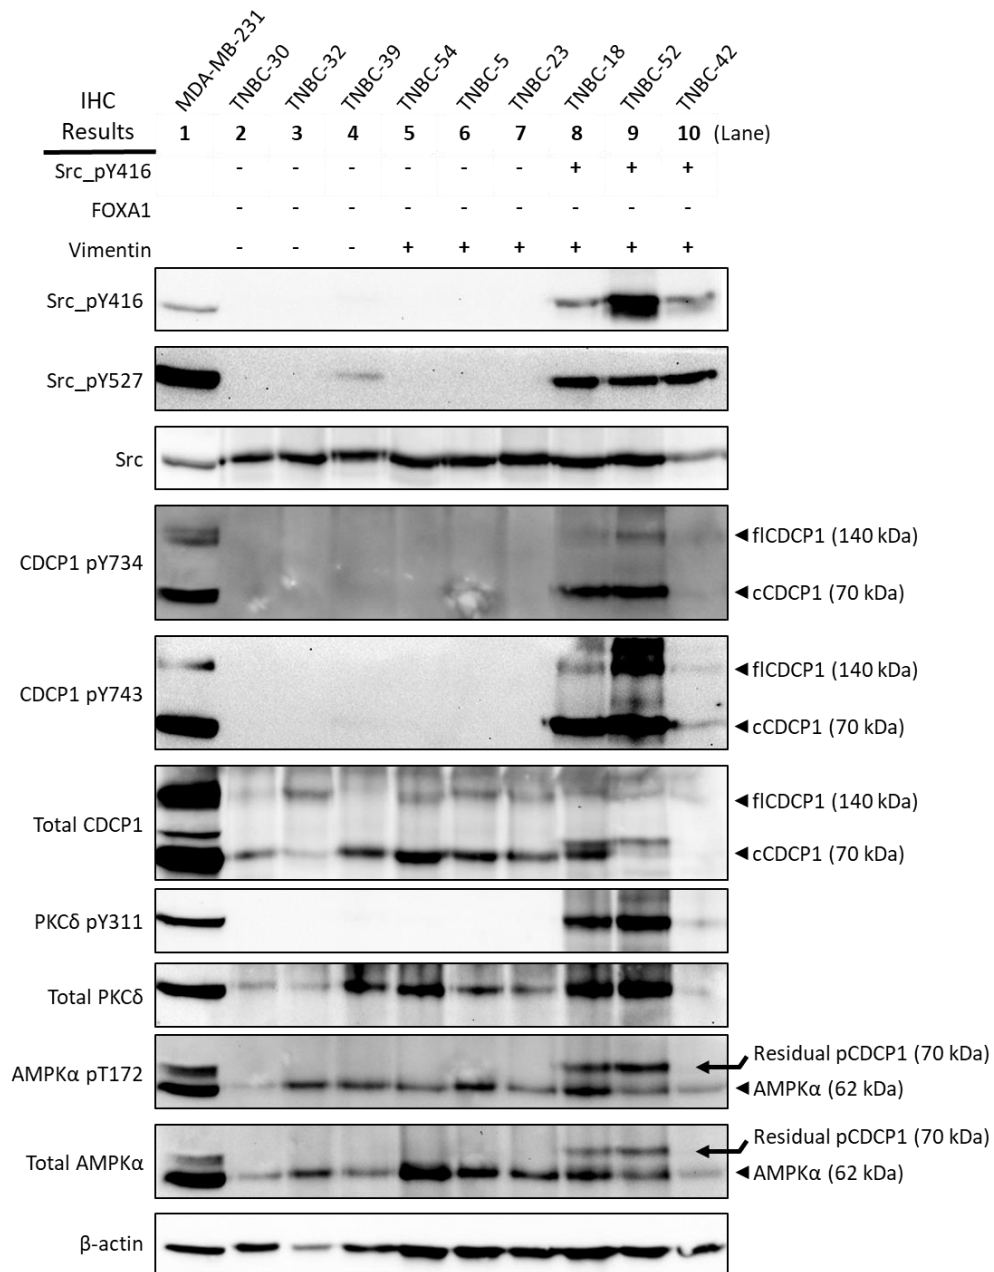 MDA-MB-231 TNBC-30 TNBC-32 TNBC-39 TNBC-54 TNBC-5 TNBC-23 TNBC-18 TNBC-52 TNBC-42
IHC
Results
1 2 3 4 5 6 7 8 9 10 (Lane)
Src_pY416 - - - - - - + + +
FOXA1 - - - - - - - - -
Vimentin - - - + + + + + +
Src_pY416
Src_pY527
Src
CDCP1 pY734
flCDCP1 (140 kDa)
cCDCP1 (70 kDa)
CDCP1 pY743
flCDCP1 (140 kDa)
cCDCP1 (70 kDa)
Total CDCP1
flCDCP1 (140 kDa)
cCDCP1 (70 kDa)
PKCδ pY311
Total PKCδ
AMPKα pT172
Residual pCDCP1 (70 kDa)
AMPKα (62 kDa)
Total AMPKα
Residual pCDCP1 (70 kDa)
AMPKα (62 kDa)
β-actin